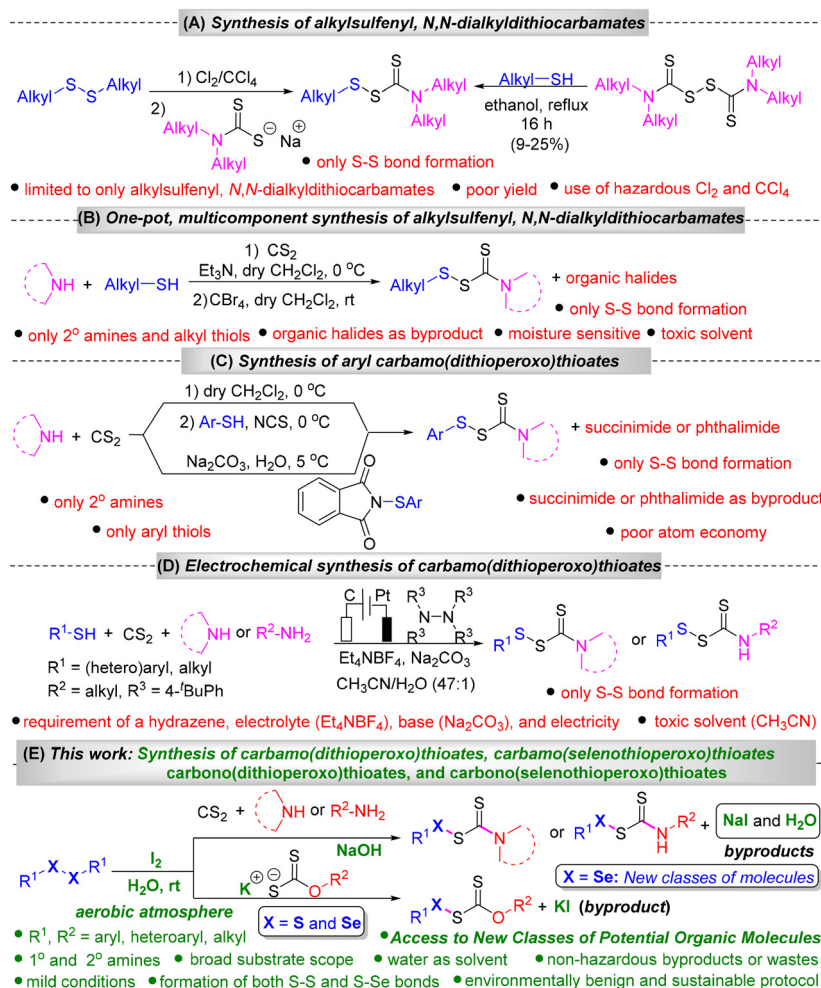 (A) Synthesis of alkylsulfenyl, N,N-dialkyldithiocarbamates
Alkyl S S Alkyl
1) Cl2/CCl4
2) Alkyl N Alkyl S S⊖ Na⊕
Alkyl S S S N Alkyl Alkyl
Alkyl—SH
ethanol, reflux
16 h
(9-25%)
Alkyl N Alkyl S S S S N Alkyl Alkyl
• only S-S bond formation
• limited to only alkylsulfenyl, N,N-dialkyldithiocarbamates • poor yield • use of hazardous Cl2 and CCl4
(B) One-pot, multicomponent synthesis of alkylsulfenyl, N,N-dialkyldithiocarbamates
NH + Alkyl—SH
1) CS2
Et3N, dry CH2Cl2, 0 °C
2) CBr4, dry CH2Cl2, rt
Alkyl S S S N
+ organic halides
• only S-S bond formation
• only 2° amines and alkyl thiols • organic halides as byproduct • moisture sensitive • toxic solvent
(C) Synthesis of aryl carbamo(dithioperoxo)thioates
NH + CS2
1) dry CH2Cl2, 0 °C
2) Ar-SH, NCS, 0 °C
Na2CO3, H2O, 5 °C
O N-SAr O
Ar S S S N
+ succinimide or phthalimide
• only S-S bond formation
• only 2° amines
• succinimide or phthalimide as byproduct
• only aryl thiols
• poor atom economy
(D) Electrochemical synthesis of carbamo(dithioperoxo)thioates
R1-SH + CS2 + NH or R2-NH2
R1 = (hetero)aryl, alkyl
R2 = alkyl, R3 = 4-tBuPh
C Pt R3 R3 N—N R3 R3
Et4NBF4, Na2CO3
CH3CN/H2O (47:1)
R1 S S S N or R1 S S S N H R2
• only S-S bond formation
• requirement of a hydrazene, electrolyte (Et4NBF4), base (Na2CO3), and electricity • toxic solvent (CH3CN)
(E) This work: Synthesis of carbamo(dithioperoxo)thioates, carbamo(selenothioperoxo)thioates
carbono(dithioperoxo)thioates, and carbono(selenothioperoxo)thioates
R1 X X R1
I2
H2O, rt
aerobic atmosphere
CS2 + NH or R2-NH2
NaOH
R1 X S S N or R1 X S S N H R2 + NaI and H2O
byproducts
X = Se: New classes of molecules
K⊕ ⊖S S O R2
X = S and Se
R1 X S S O R2 + KI (byproduct)
• R1, R2 = aryl, heteroaryl, alkyl • Access to New Classes of Potential Organic Molecules
• 1° and 2° amines • broad substrate scope • water as solvent • non-hazardous byproducts or wastes
• mild conditions • formation of both S-S and S-Se bonds • environmentally benign and sustainable protocol